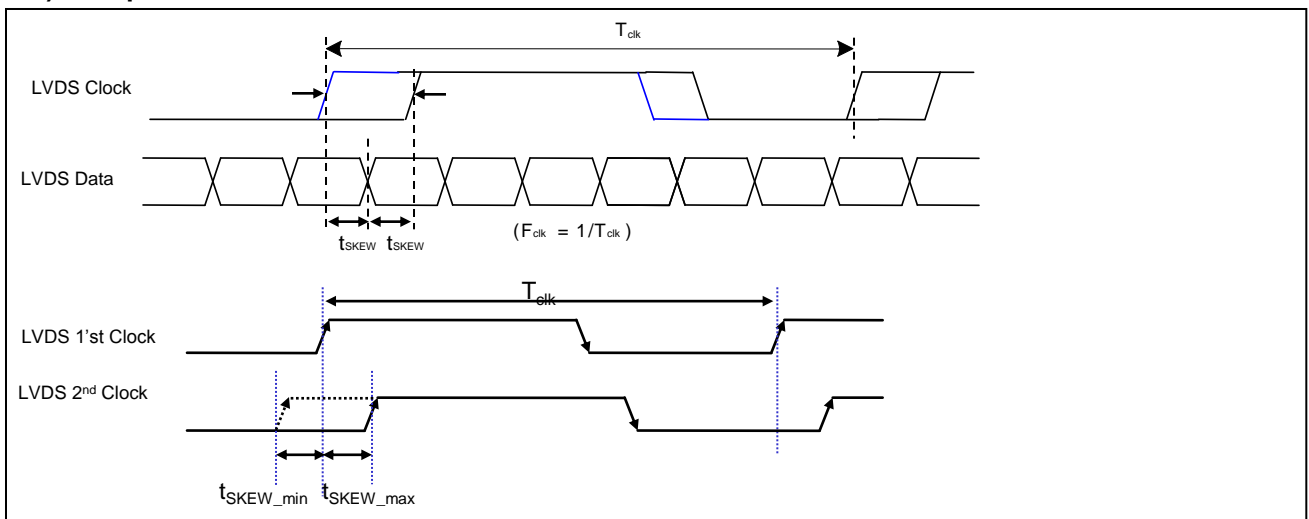 Tclk
LVDS Clock
LVDS Data
tSKEW tSKEW
(Fclk = 1/Tclk)
Tclk
LVDS 1'st Clock
LVDS 2nd Clock
tSKEW_min tSKEW_max